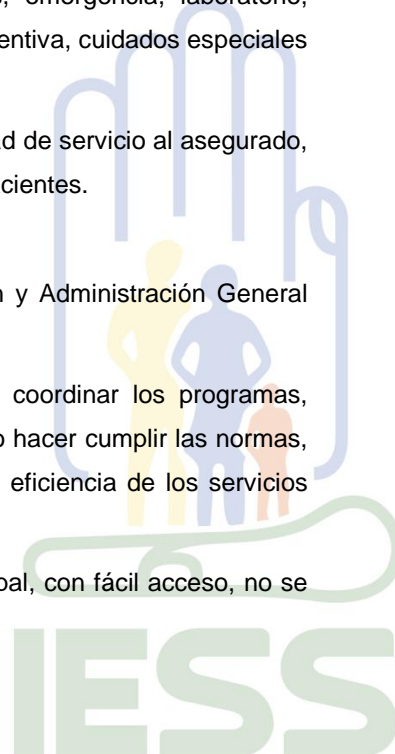 emergencia, laboratorio,
entiva, cuidados especiales
d de servicio al asegurado,
cientes.
y Administración General
coordinar los programas,
o hacer cumplir las normas,
eficiencia de los servicios
al, con fácil acceso, no se
IESS